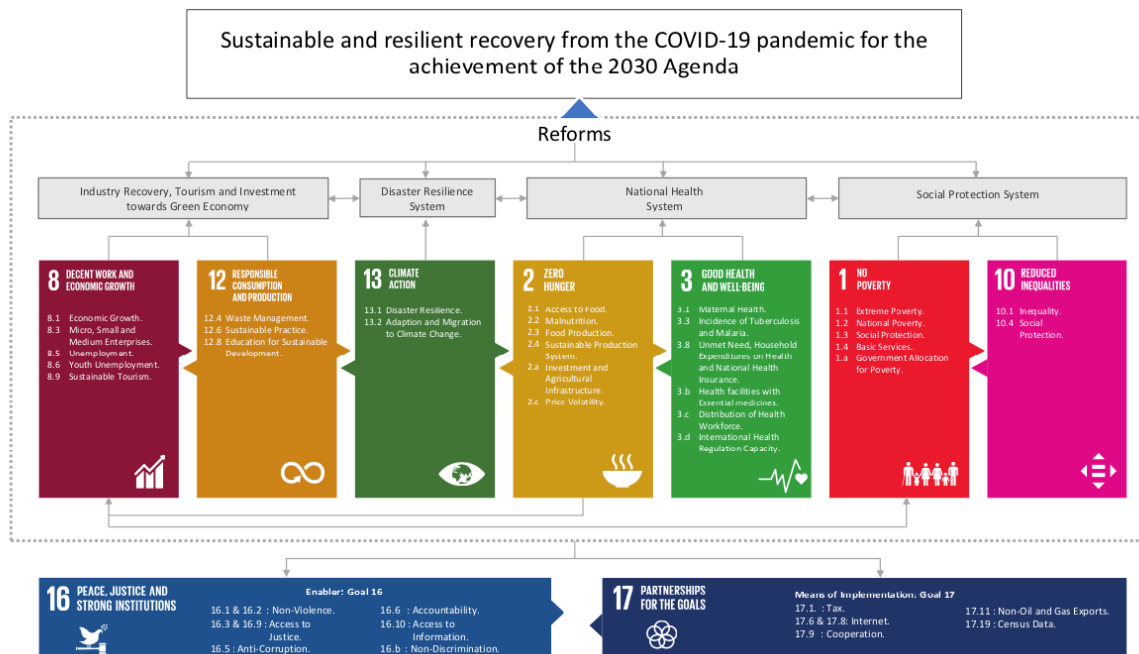 Sustainable and resilient recovery from the COVID-19 pandemic for the
achievement of the 2030 Agenda
Reforms
Industry Recovery, Tourism and Investment
towards Green Economy
Disaster Resilience
System
National Health
System
Social Protection System
8 DECENT WORK AND
ECONOMIC GROWTH
8.1 Economic Growth.
8.3 Micro, Small and
Medium Enterprises.
8.5 Unemployment.
8.6 Youth Unemployment.
8.9 Sustainable Tourism.
12 RESPONSIBLE
CONSUMPTION
AND PRODUCTION
12.4 Waste Management.
12.6 Sustainable Practice.
12.8 Education for Sustainable
Development.
13 CLIMATE
ACTION
13.1 Disaster Resilience.
13.2 Adaption and Migration
to Climate Change.
2 ZERO
HUNGER
2.1 Access to Food.
2.2 Malnutrition.
2.3 Food Production.
2.4 Sustainable Production
System.
2.a Investment and
Agricultural
Infrastructure.
2.c Price Volatility.
3 GOOD HEALTH
AND WELL-BEING
3.1 Maternal Health.
3.3 Incidence of Tuberculosis
and Malaria.
3.8 Unmet Need, Household
Expenditures on Health
and National Health
Insurance.
3.b Health facilities with
Essential medicines.
3.c Distribution of Health
Workforce.
3.d International Health
Regulation Capacity.
1 NO
POVERTY
1.1 Extreme Poverty.
1.2 National Poverty.
1.3 Social Protection.
1.4 Basic Services.
1.a Government Allocation
for Poverty.
10 REDUCED
INEQUALITIES
10.1 Inequality.
10.4 Social
Protection.
16 PEACE, JUSTICE AND
STRONG INSTITUTIONS
Enabler: Goal 16
16.1 & 16.2 : Non-Violence.
16.3 & 16.9 : Access to
Justice.
16.5 : Anti-Corruption.
16.6 : Accountability.
16.10 : Access to
Information.
16.b : Non-Discrimination.
17 PARTNERSHIPS
FOR THE GOALS
Means of Implementation: Goal 17
17.1. : Tax.
17.6 & 17.8: Internet.
17.9 : Cooperation.
17.11 : Non-Oil and Gas Exports.
17.19 : Census Data.